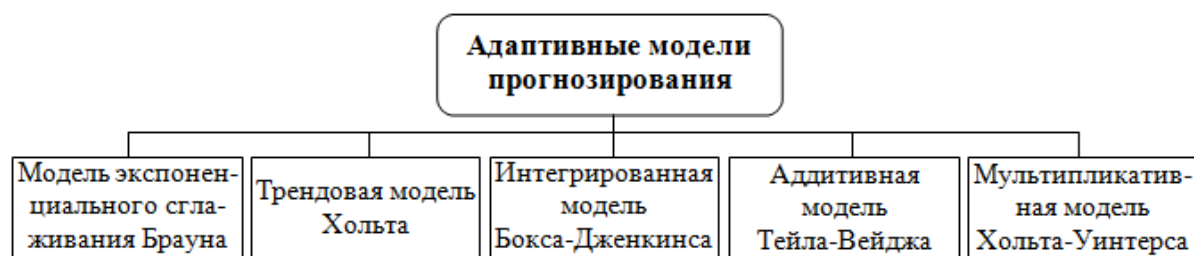 Адаптивные модели
прогнозирования
Модель экспонен-
циального сгла-
живания Брауна
Трендовая модель
Хольта
Интегрированная
модель
Бокса-Дженкинса
Аддитивная
модель
Тейла-Вейджа
Мультипликатив-
ная модель
Хольта-Уинтерса